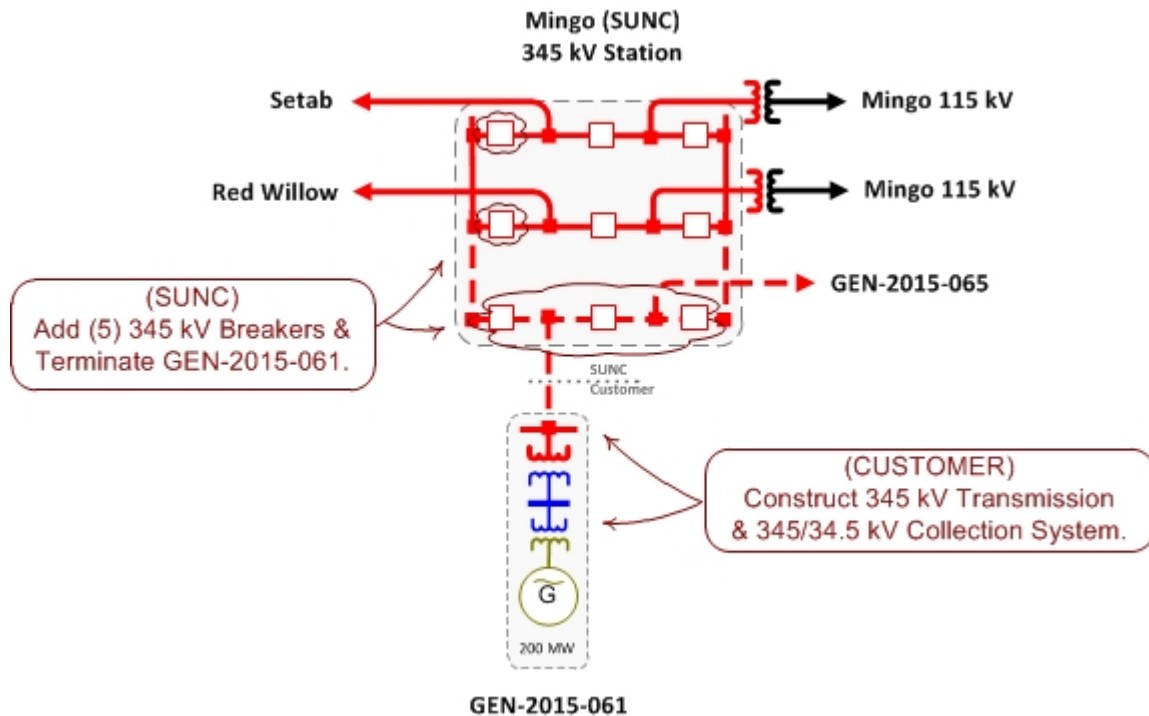 Mingo (SUNC)
345 kV Station
Setab
Mingo 115 kV
Red Willow
Mingo 115 kV
GEN-2015-065
(SUNC)
Add (5) 345 kV Breakers &
Terminate GEN-2015-061.
SUNC
Customer
(CUSTOMER)
Construct 345 kV Transmission
& 345/34.5 kV Collection System.
G
200 MW
GEN-2015-061